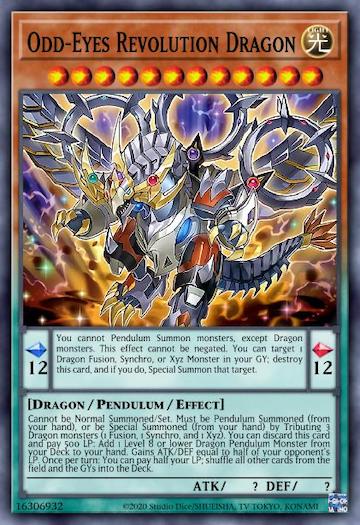 Odd-Eyes Revolution Dragon
LIGHT
光
You cannot Pendulum Summon monsters, except Dragon
monsters. This effect cannot be negated. You can target 1
Dragon Fusion, Synchro, or Xyz Monster in your GY; destroy
this card, and if you do, Special Summon that target.
12
12
[Dragon / Pendulum / Effect]
Cannot be Normal Summoned/Set. Must be Pendulum Summoned (from
your hand), or be Special Summoned (from your hand) by Tributing 3
Dragon monsters (1 Fusion, 1 Synchro, and 1 Xyz). You can discard this card
and pay 500 LP; Add 1 Level 8 or lower Dragon Pendulum Monster from
your Deck to your hand. Gains ATK/DEF equal to half of your opponent's
LP. Once per turn: You can pay half your LP; shuffle all other cards from the
field and the GYs into the Deck.
ATK/ ? DEF/ ?
16306932
©2020 Studio Dice/SHUEISHA, TV TOKYO, KONAMI